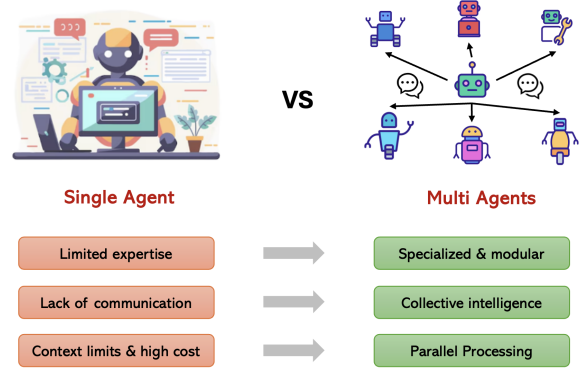 VS
Single Agent
Multi Agents
Limited expertise
Specialized & modular
Lack of communication
Collective intelligence
Context limits & high cost
Parallel Processing